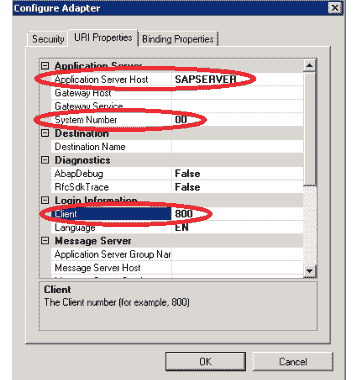 Configure Adapter
Security URI Properties Binding Properties
Application Server
Application Server Host SAPSERVER
Gateway Host
Gateway Service
System Number 00
Destination
Destination Name
Diagnostics
AbapDebug False
RfcSdkTrace False
Login Information
Client 800
Language EN
Message Server
Application Server Group Nar
Message Server Host
Client
The Client number (for example, 800)
OK Cancel